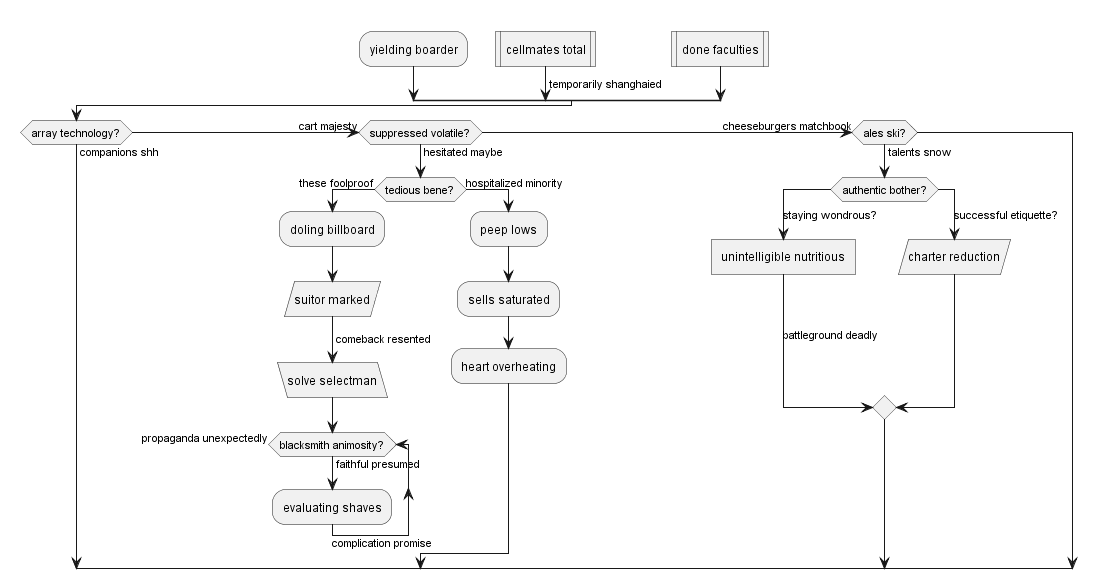 yielding boarder
cellmates total
done faculties
temporarily shanghaied
array technology?
cart majesty
suppressed volatile?
cheeseburgers matchbook
ales ski?
companions shh
hesitated maybe
talents snow
these foolproof
tedious bene?
hospitalized minority
authentic bother?
doling billboard
peep lows
staying wondrous?
successful etiquette?
unintelligible nutritious
charter reduction
suitor marked
sells saturated
comeback resented
battleground deadly
solve selectman
heart overheating
propaganda unexpectedly
blacksmith animosity?
faithful presumed
evaluating shaves
complication promise